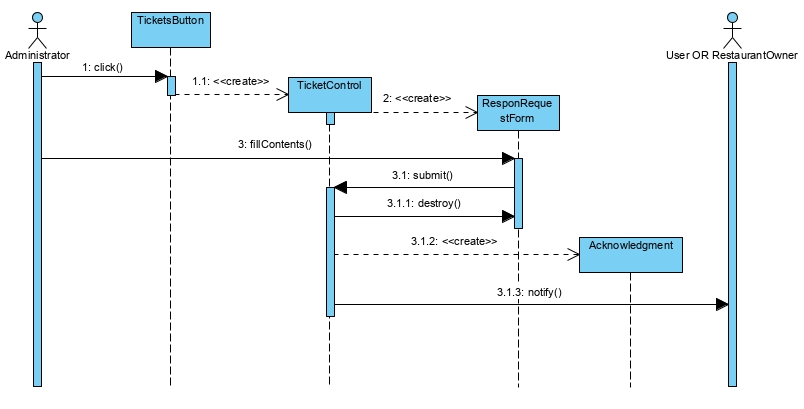 TicketsButton
Administrator
User OR RestaurantOwner
1: click()
1.1: <<create>>
TicketControl
2: <<create>>
ResponReque
stForm
3: fillContents()
3.1: submit()
3.1.1: destroy()
3.1.2: <<create>>
Acknowledgment
3.1.3: notify()